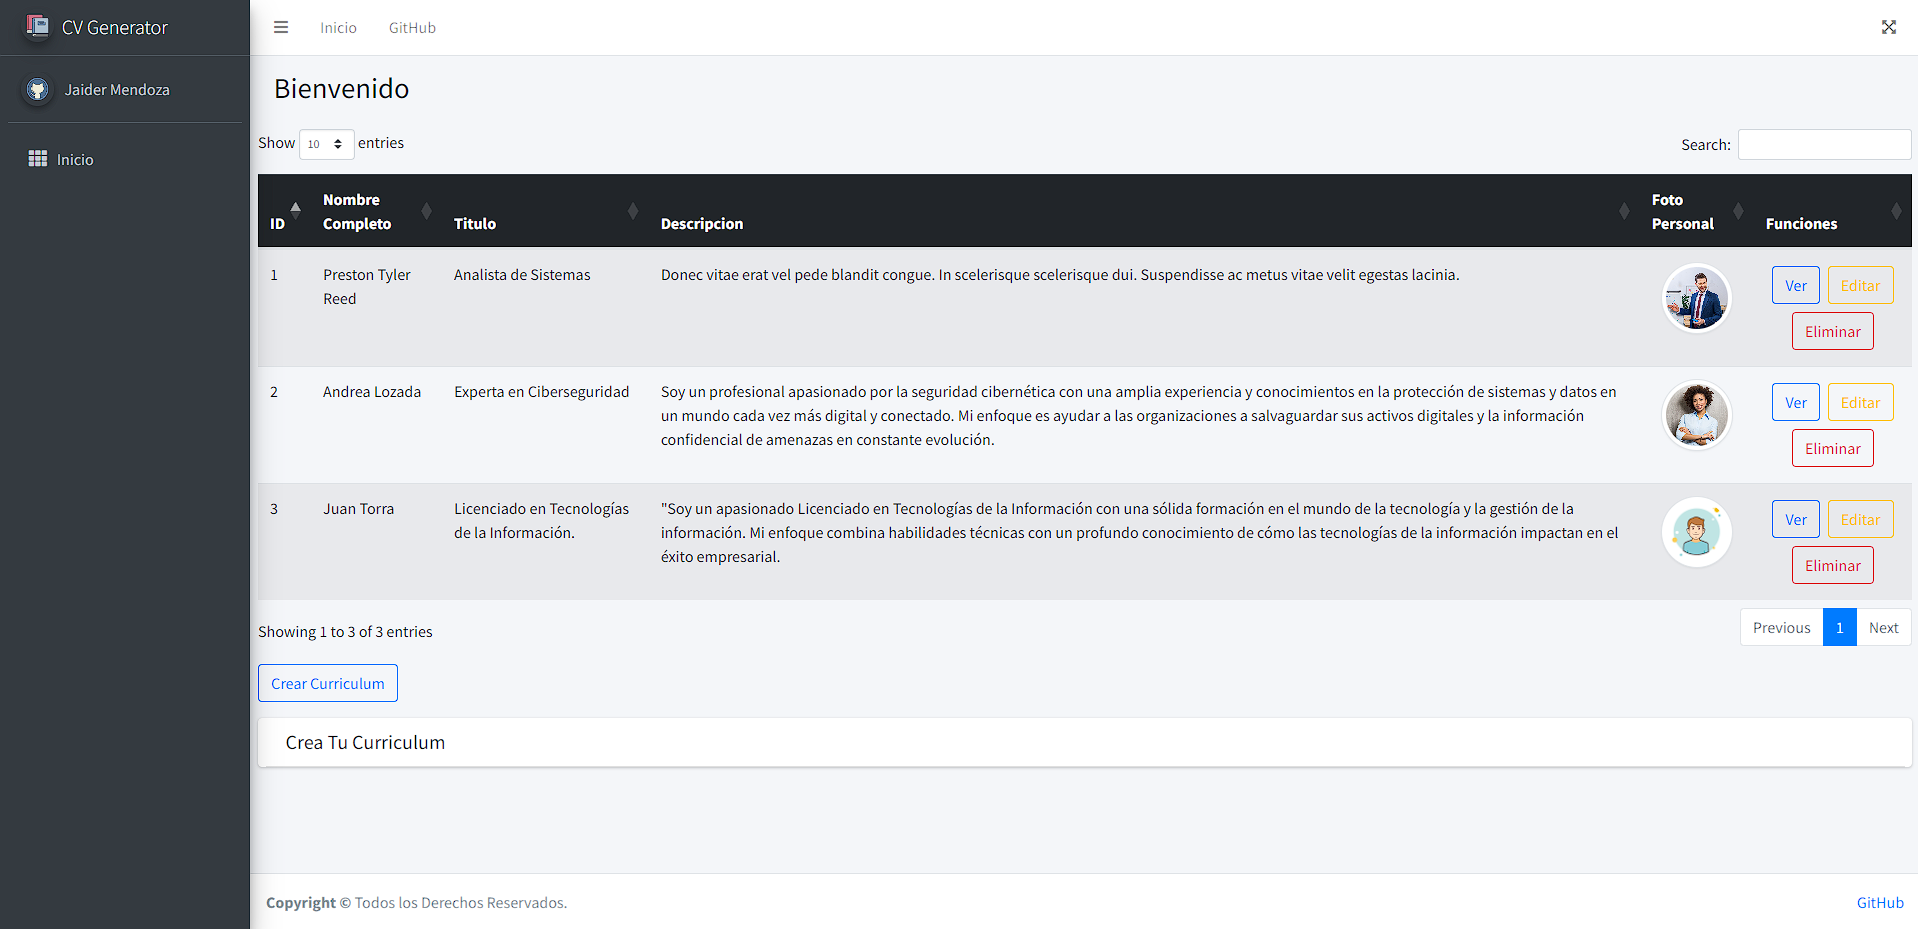 CV Generator
Inicio
GitHub
Jaider Mendoza
Inicio
Bienvenido
Show 10 entries
Search:
ID
Nombre
Completo
Titulo
Descripcion
Foto
Personal
Funciones
1
Preston Tyler
Reed
Analista de Sistemas
Donec vitae erat vel pede blandit congue. In scelerisque scelerisque dui. Suspendisse ac metus vitae velit egestas lacinia.
Ver
Editar
Eliminar
2
Andrea Lozada
Experta en Ciberseguridad
Soy un profesional apasionado por la seguridad cibernética con una amplia experiencia y conocimientos en la protección de sistemas y datos en
un mundo cada vez más digital y conectado. Mi enfoque es ayudar a las organizaciones a salvaguardar sus activos digitales y la información
confidencial de amenazas en constante evolución.
Ver
Editar
Eliminar
3
Juan Torra
Licenciado en Tecnologías
de la Información.
"Soy un apasionado Licenciado en Tecnologías de la Información con una sólida formación en el mundo de la tecnología y la gestión de la
información. Mi enfoque combina habilidades técnicas con un profundo conocimiento de cómo las tecnologías de la información impactan en el
éxito empresarial.
Ver
Editar
Eliminar
Showing 1 to 3 of 3 entries
Previous
1
Next
Crear Curriculum
Crea Tu Curriculum
Copyright © Todos los Derechos Reservados.
GitHub